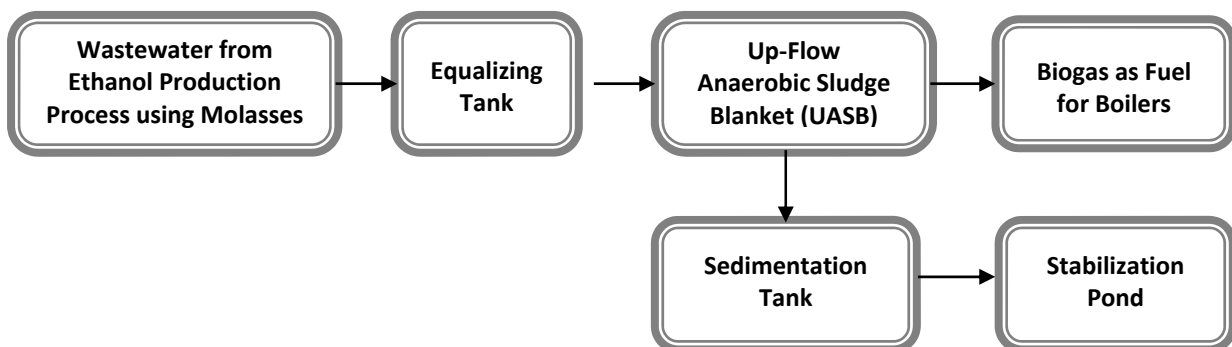 Wastewater from
Ethanol Production
Process using Molasses
Equalizing
Tank
Up-Flow
Anaerobic Sludge
Blanket (UASB)
Biogas as Fuel
for Boilers
Sedimentation
Tank
Stabilization
Pond